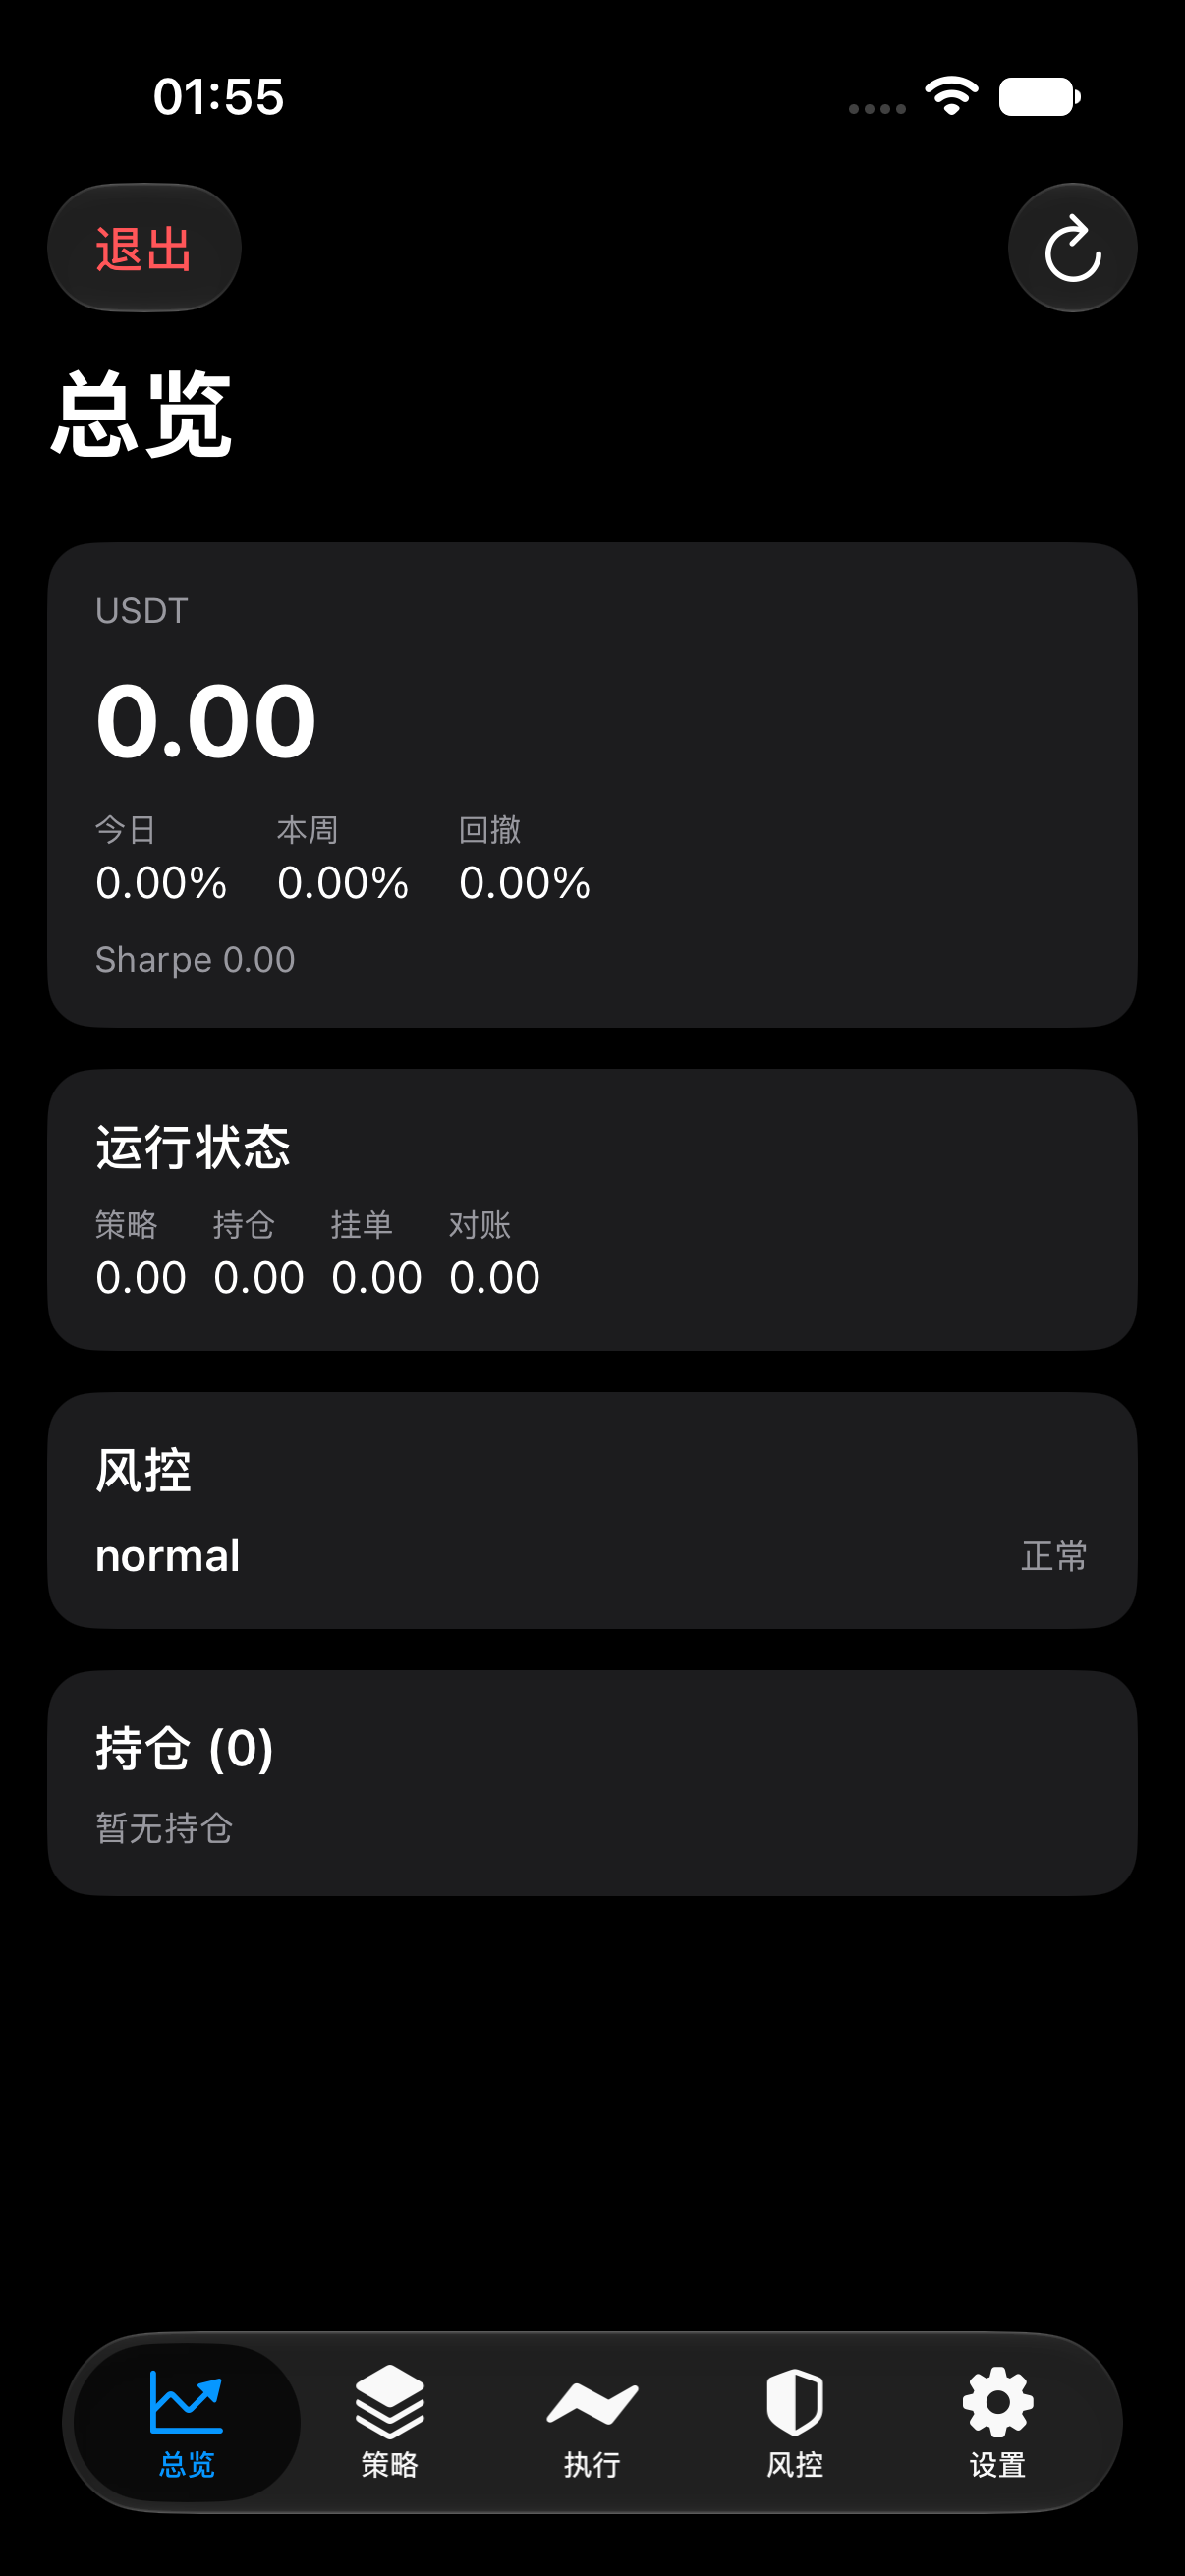 01:55
退出
总览
USDT
0.00
今日 本周 回撤
0.00% 0.00% 0.00%
Sharpe 0.00
运行状态
策略 持仓 挂单 对账
0.00 0.00 0.00 0.00
风控
normal 正常
持仓 (0)
暂无持仓
总览 策略 执行 风控 设置